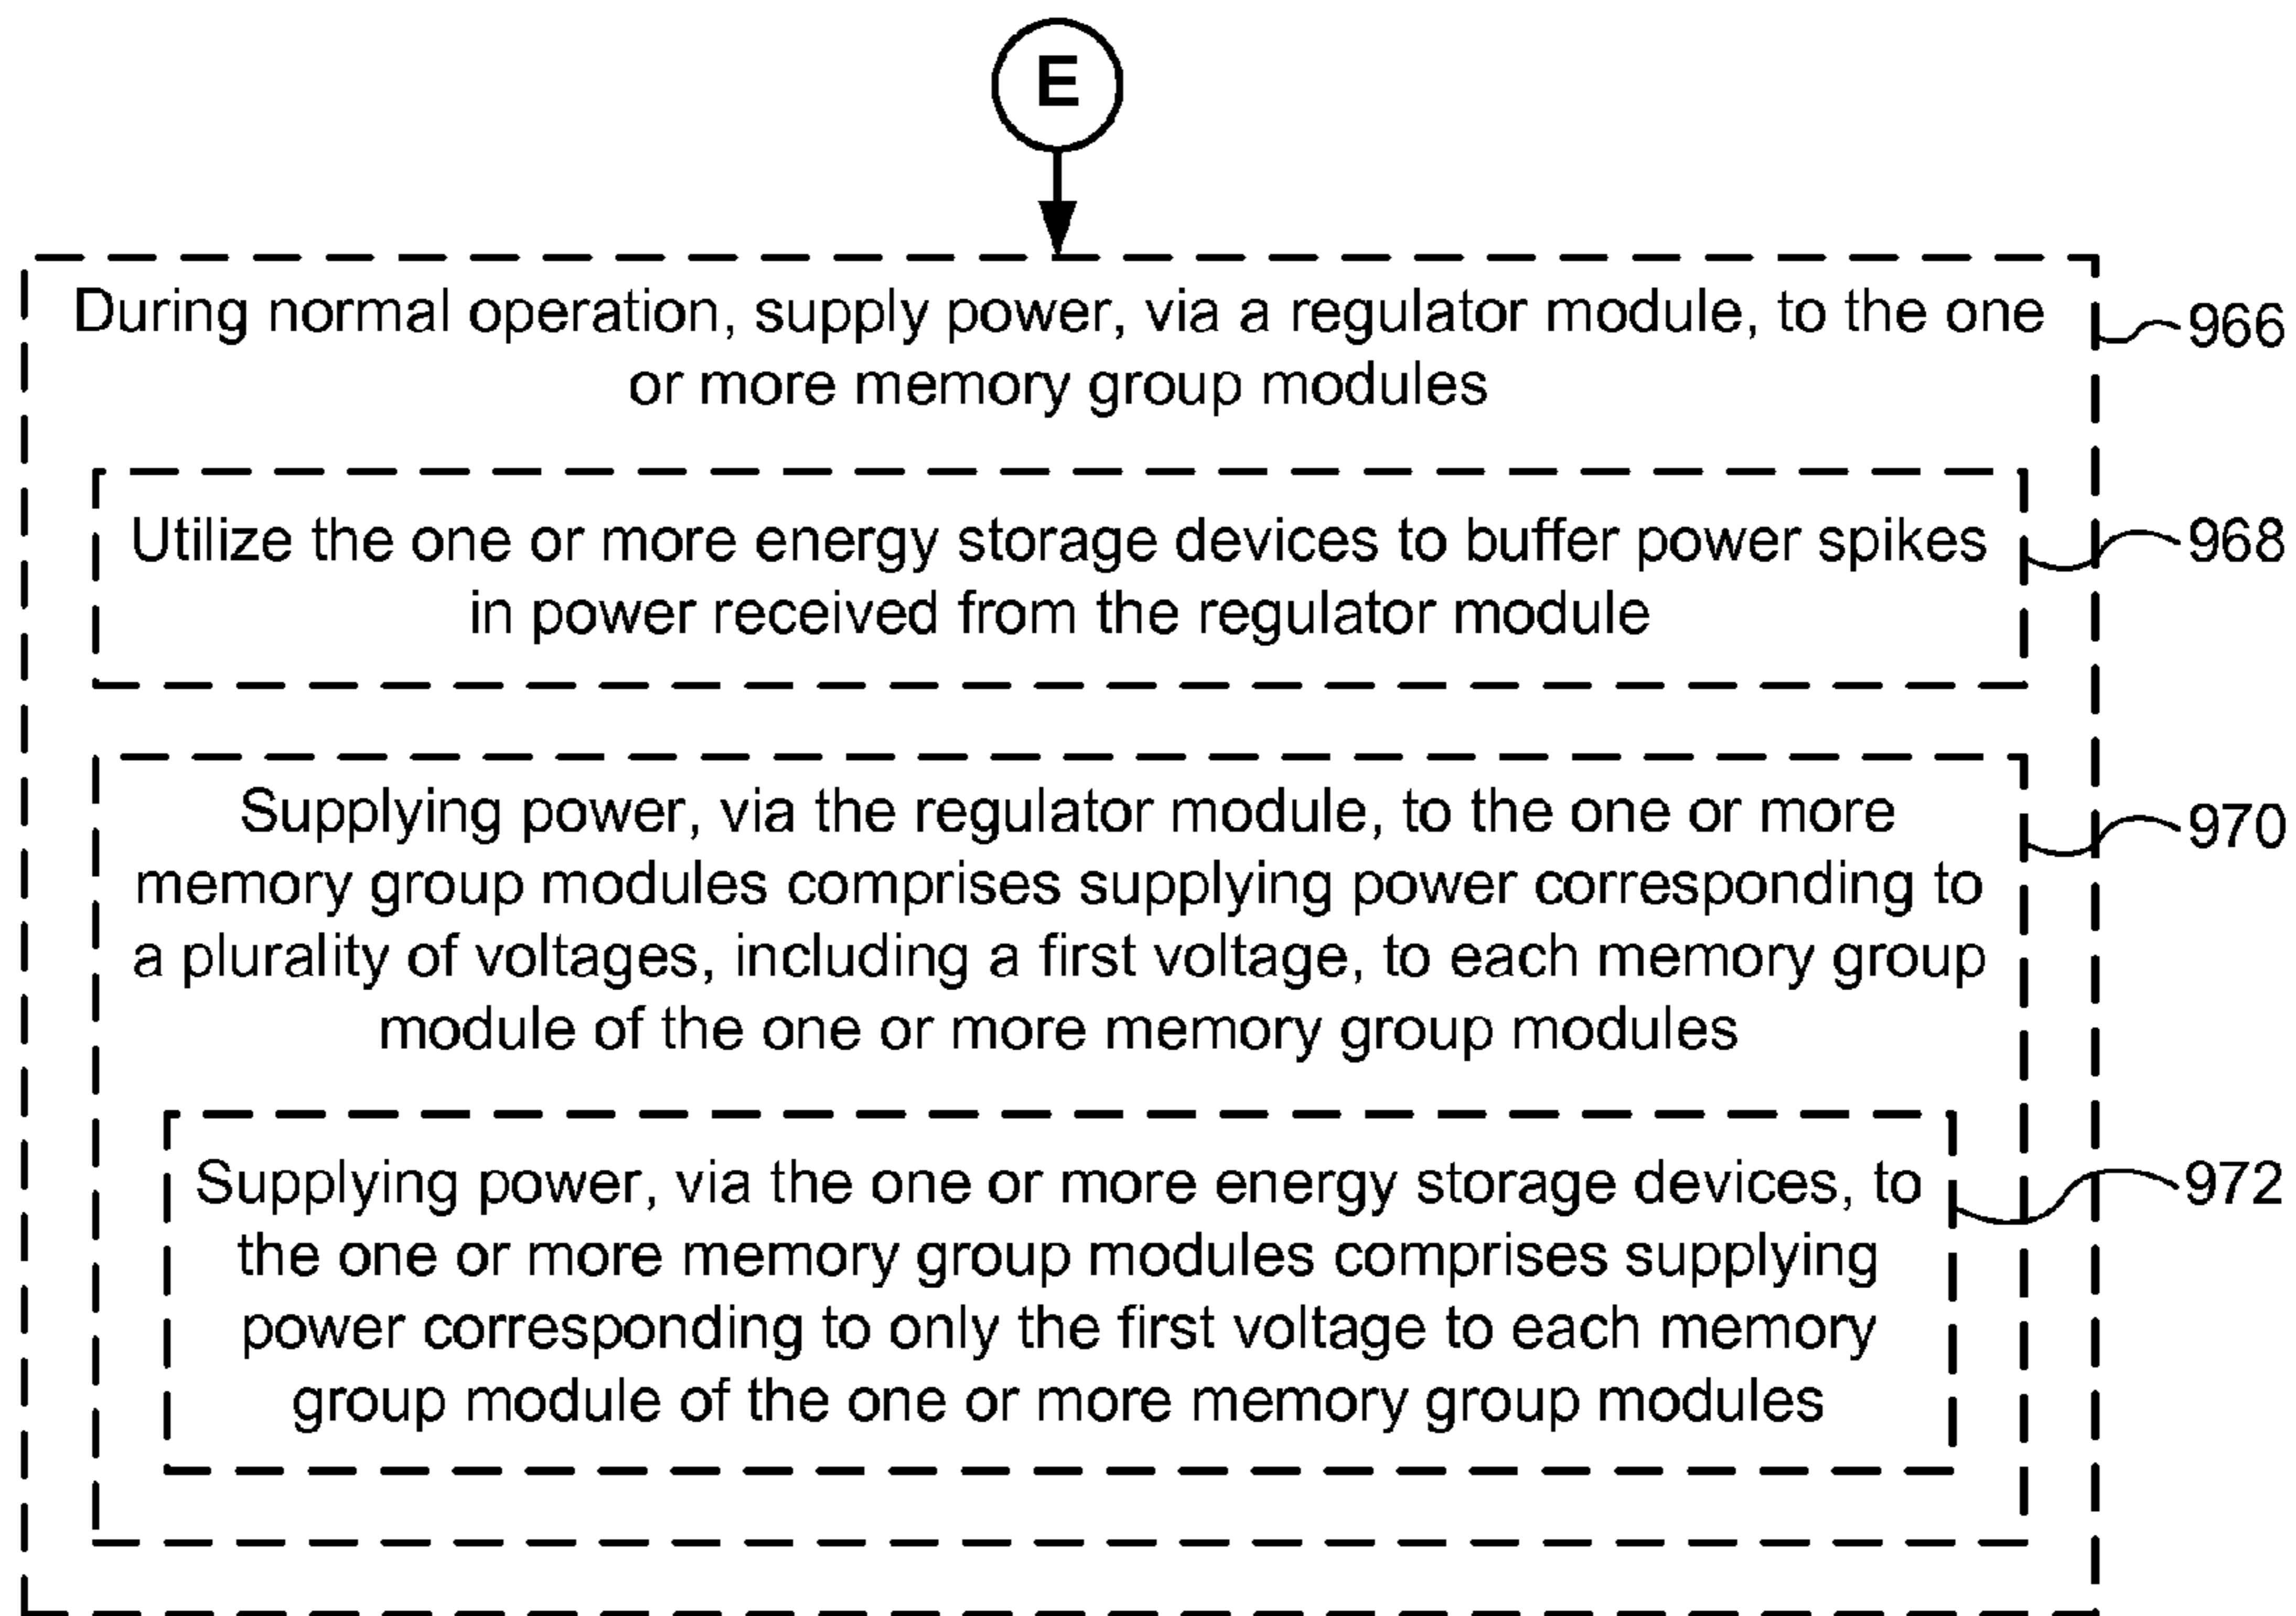 E
During normal operation, supply power, via a regulator module, to the one
or more memory group modules
966
Utilize the one or more energy storage devices to buffer power spikes
in power received from the regulator module
968
Supplying power, via the regulator module, to the one or more
memory group modules comprises supplying power corresponding to
a plurality of voltages, including a first voltage, to each memory group
module of the one or more memory group modules
970
Supplying power, via the one or more energy storage devices, to
the one or more memory group modules comprises supplying
power corresponding to only the first voltage to each memory
group module of the one or more memory group modules
972